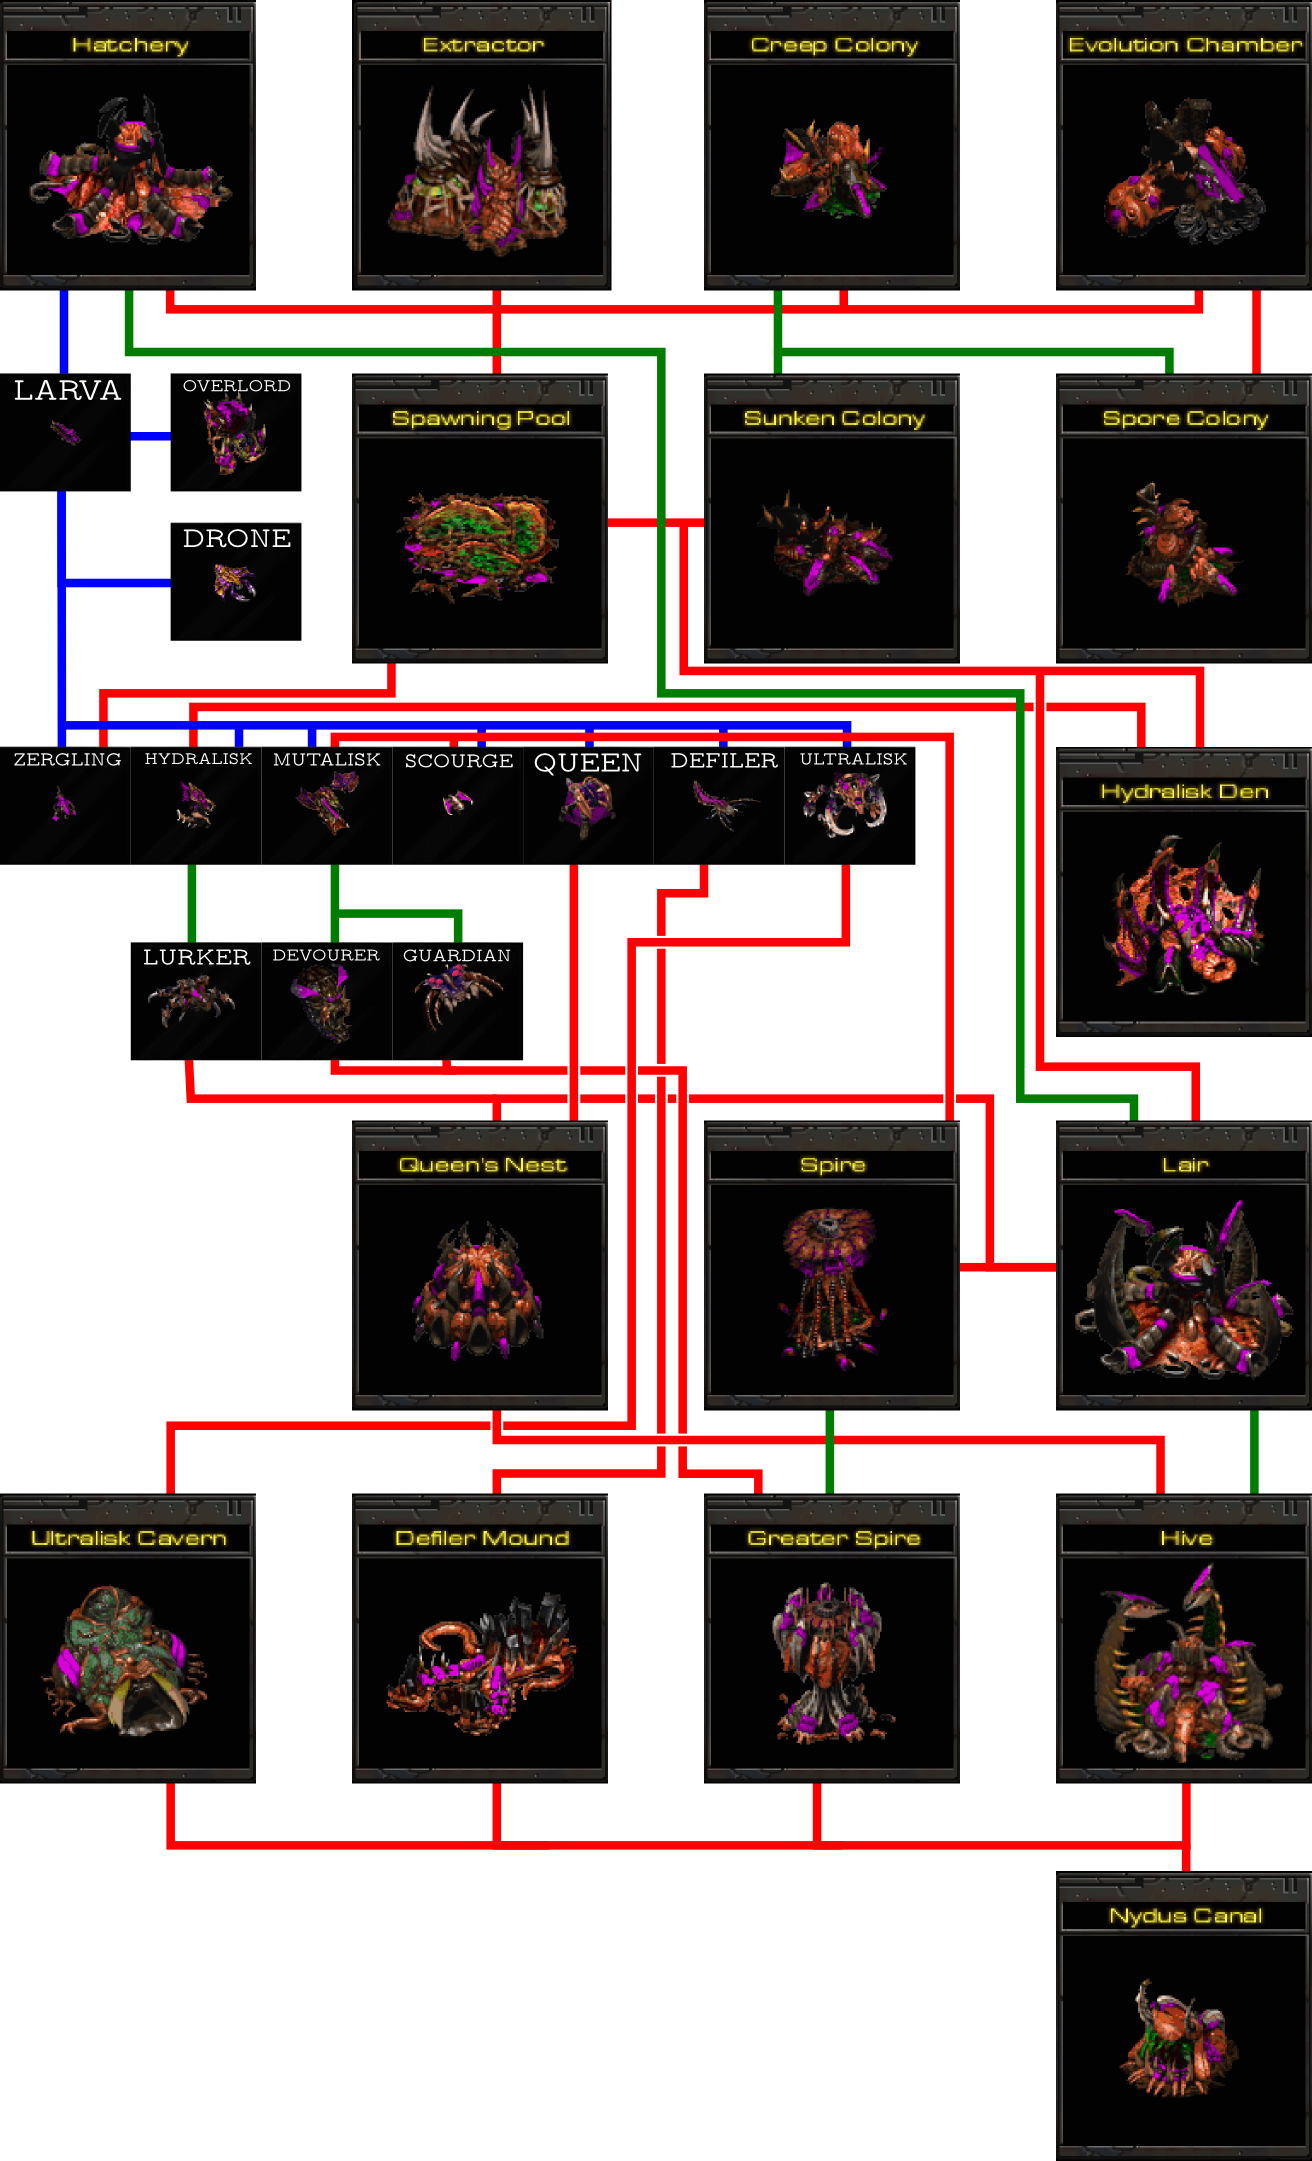 Hatchery
Extractor
Creep Colony
Evolution Chamber
LARVA
OVERLORD
Spawning Pool
Sunken Colony
Spore Colony
DRONE
ZERGLING
HYDRALISK
MUTALISK
SCOURGE
QUEEN
DEFILER
ULTRALISK
Hydralisk Den
LURKER
DEVOURER
GUARDIAN
Queen's Nest
Spire
Lair
Ultralisk Cavern
Defiler Mound
Greater Spire
Hive
Nydus Canal